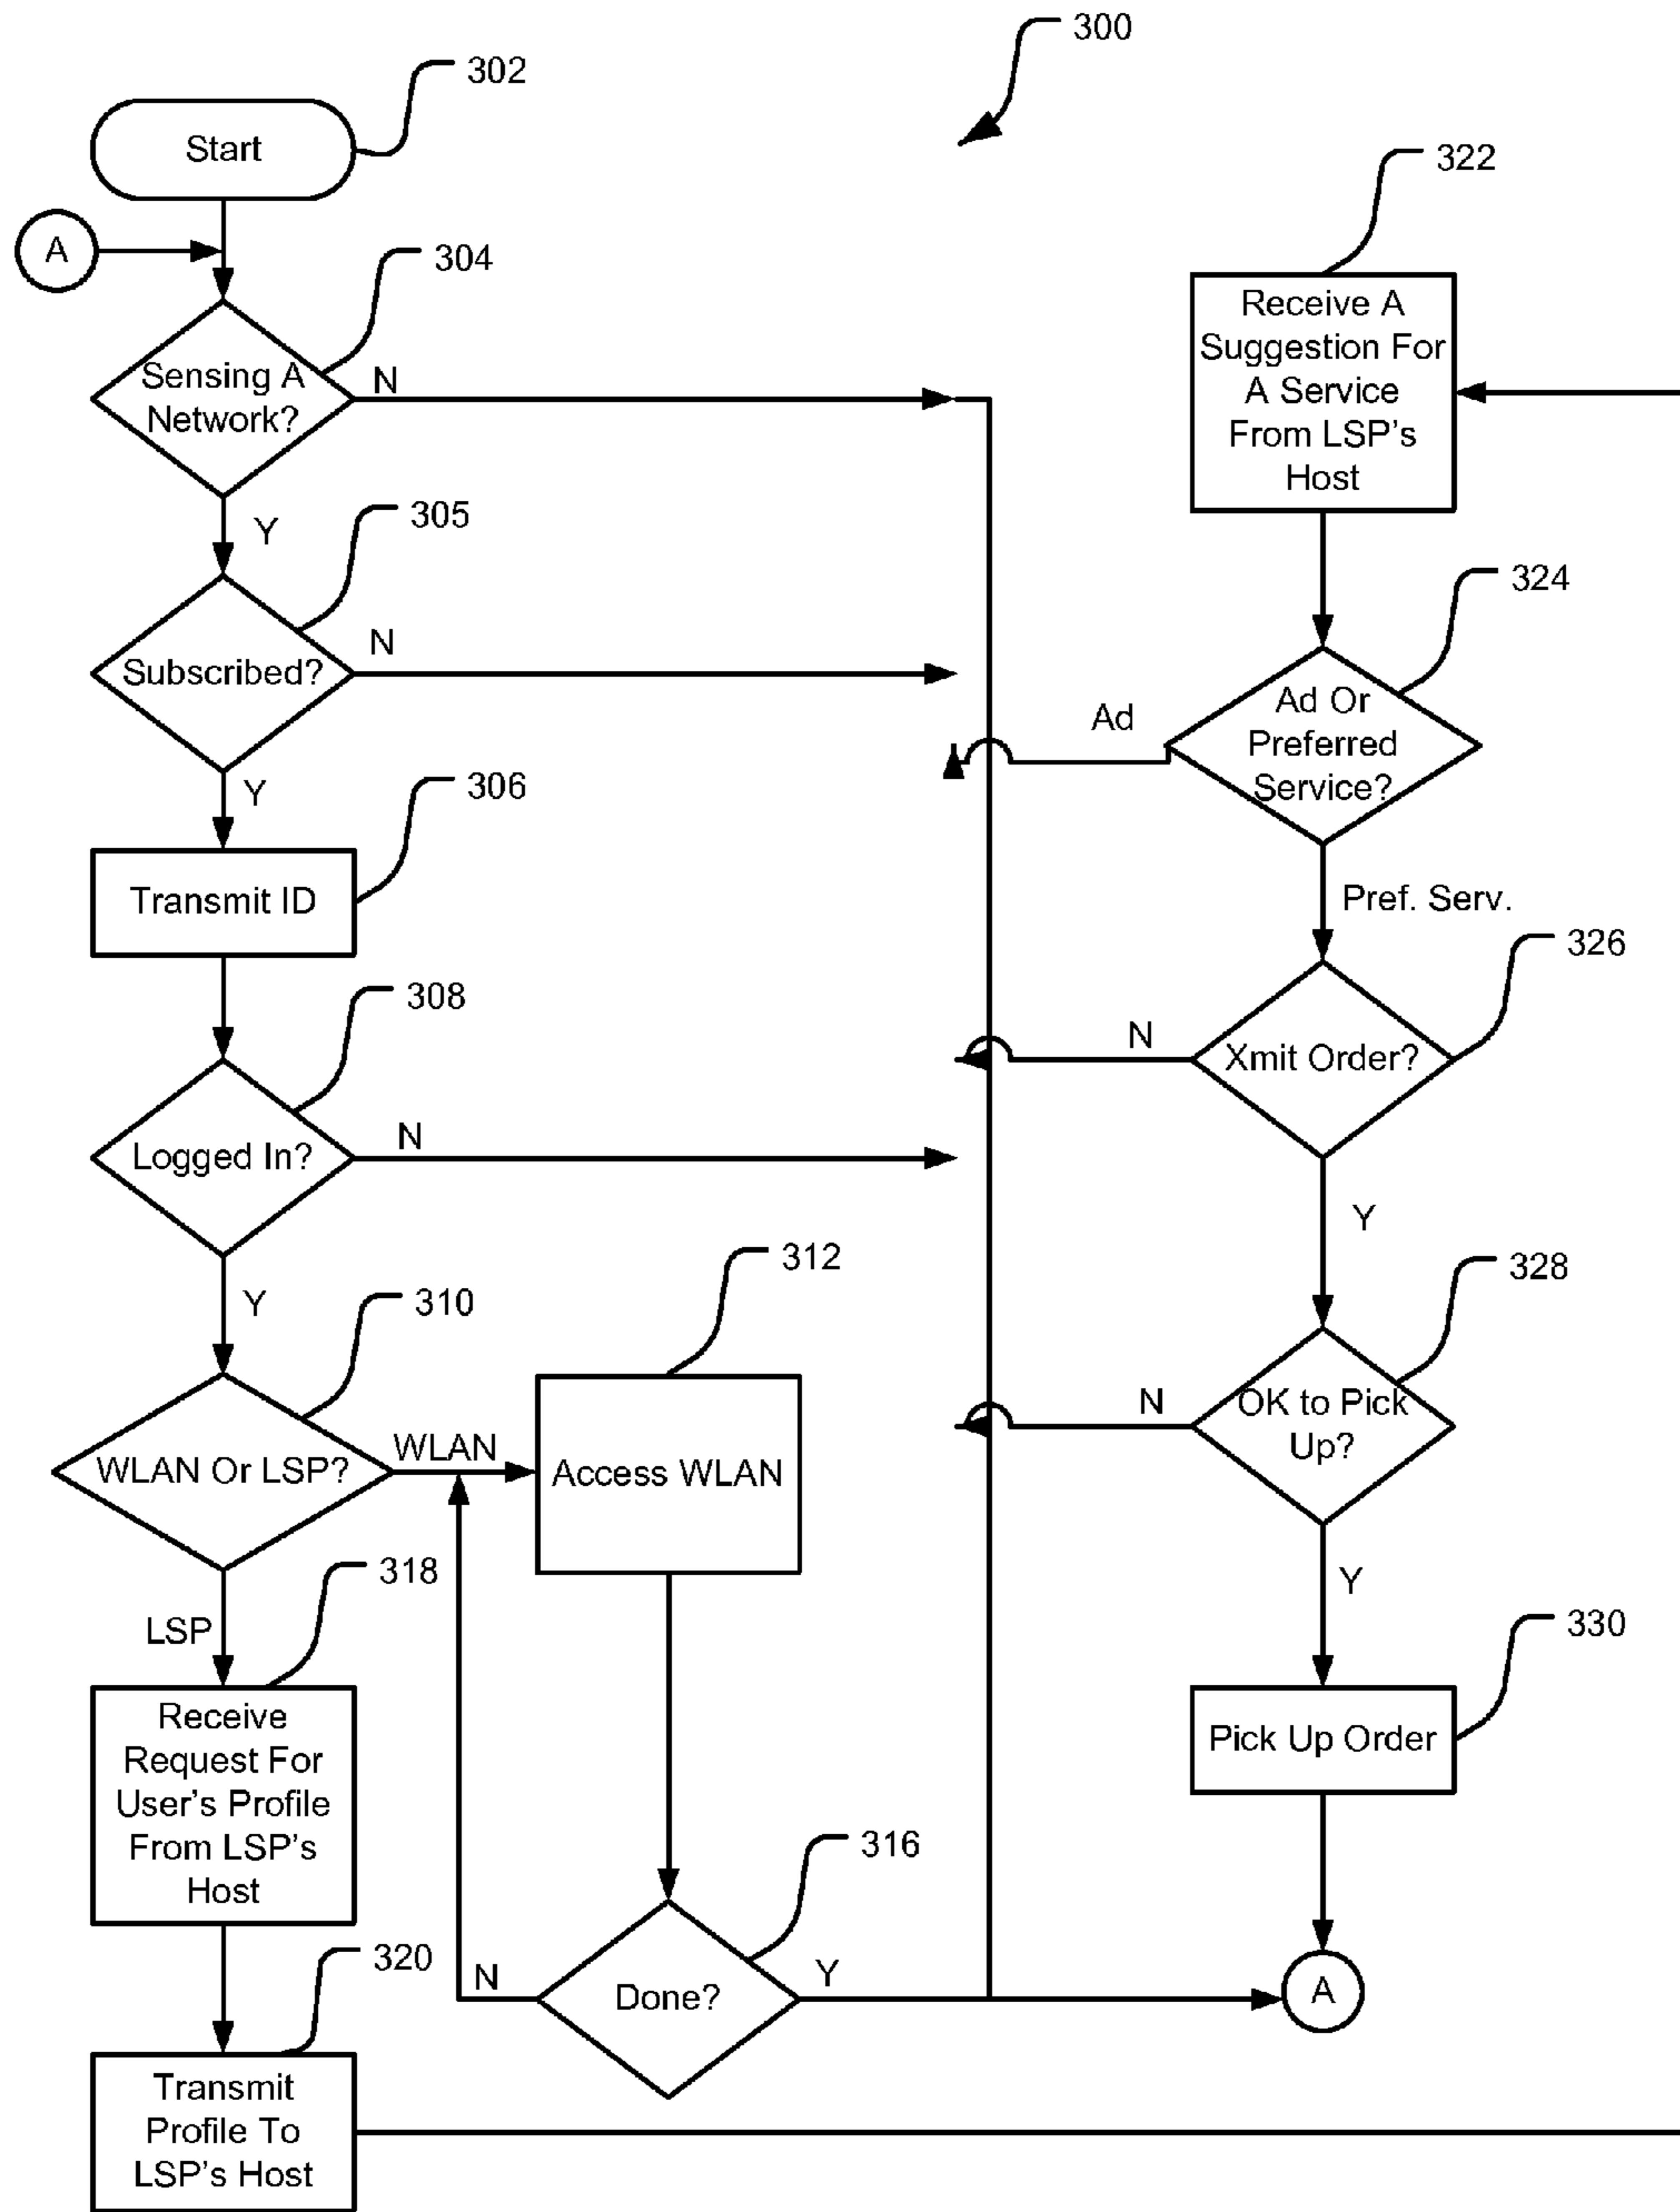 300
302
Start
A
304
Sensing A
Network?
N
Y
305
Subscribed?
N
Y
306
Transmit ID
308
Logged In?
N
Y
310
WLAN Or LSP?
WLAN
312
Access WLAN
LSP
318
Receive
Request For
User's Profile
From LSP's
Host
316
Done?
N
Y
320
Transmit
Profile To
LSP's Host
322
Receive A
Suggestion For
A Service
From LSP's
Host
324
Ad Or
Preferred
Service?
Ad
Pref. Serv.
326
Xmit Order?
N
Y
328
OK to Pick
Up?
N
Y
330
Pick Up Order
A